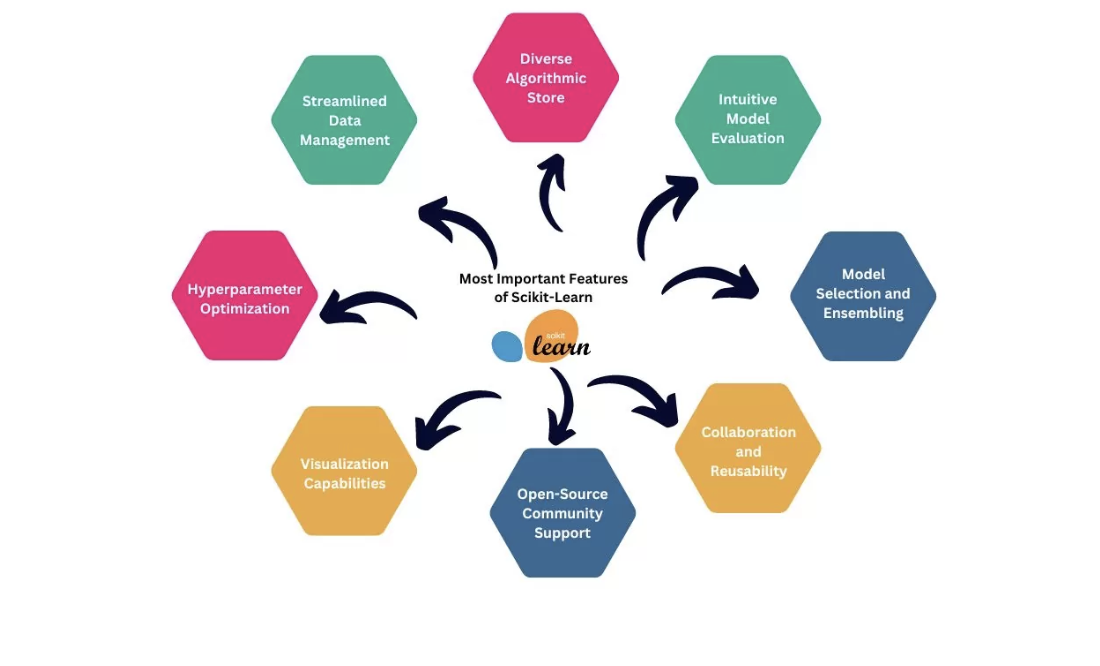 Diverse
Algorithmic
Store
Streamlined
Data
Management
Intuitive
Model
Evaluation
Hyperparameter
Optimization
Most Important Features
of Scikit-Learn
scikit
learn
Model
Selection and
Ensembling
Visualization
Capabilities
Open-Source
Community
Support
Collaboration
and
Reusability